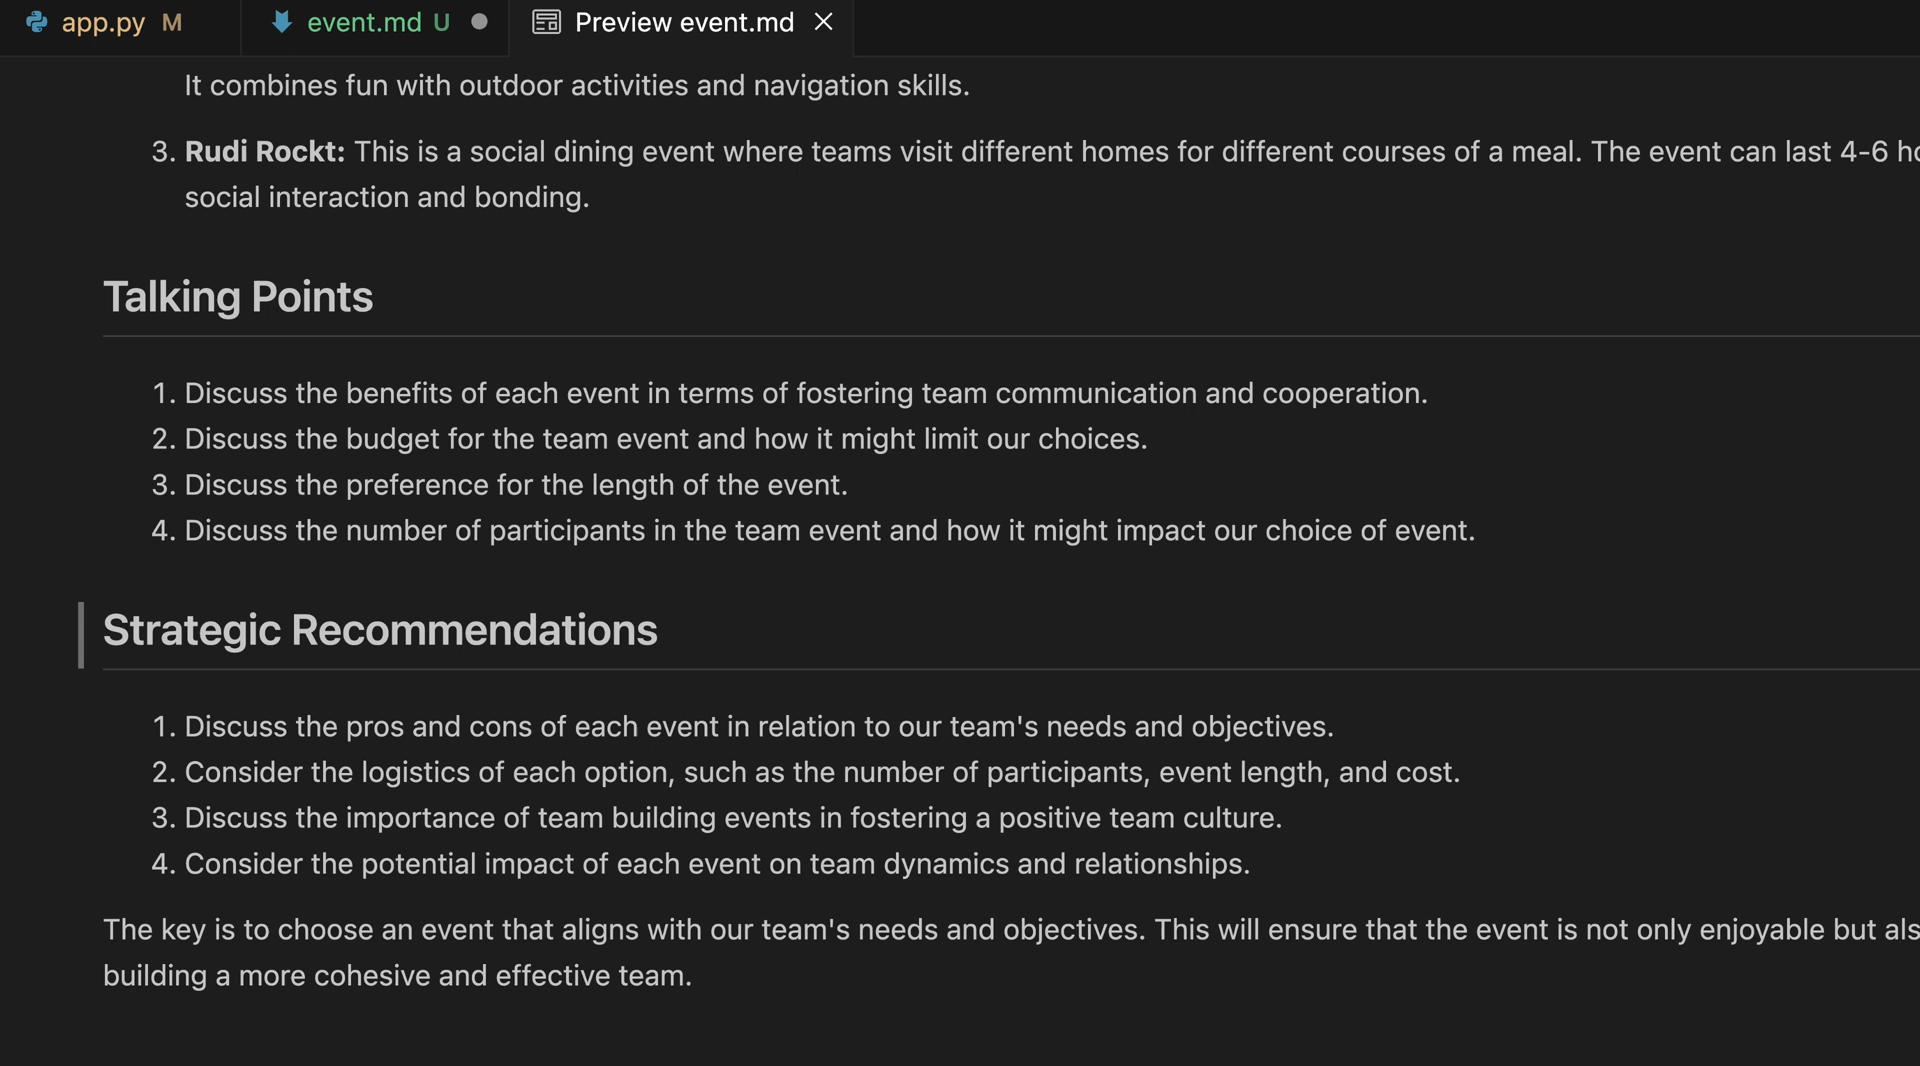 app.py M event.md U Preview event.md
It combines fun with outdoor activities and navigation skills.
3. Rudi Rockt: This is a social dining event where teams visit different homes for different courses of a meal. The event can last 4-6
social interaction and bonding.
Talking Points
1. Discuss the benefits of each event in terms of fostering team communication and cooperation.
2. Discuss the budget for the team event and how it might limit our choices.
3. Discuss the preference for the length of the event.
4. Discuss the number of participants in the team event and how it might impact our choice of event.
Strategic Recommendations
1. Discuss the pros and cons of each event in relation to our team's needs and objectives.
2. Consider the logistics of each option, such as the number of participants, event length, and cost.
3. Discuss the importance of team building events in fostering a positive team culture.
4. Consider the potential impact of each event on team dynamics and relationships.
The key is to choose an event that aligns with our team's needs and objectives. This will ensure that the event is not only enjoyable but
building a more cohesive and effective team.